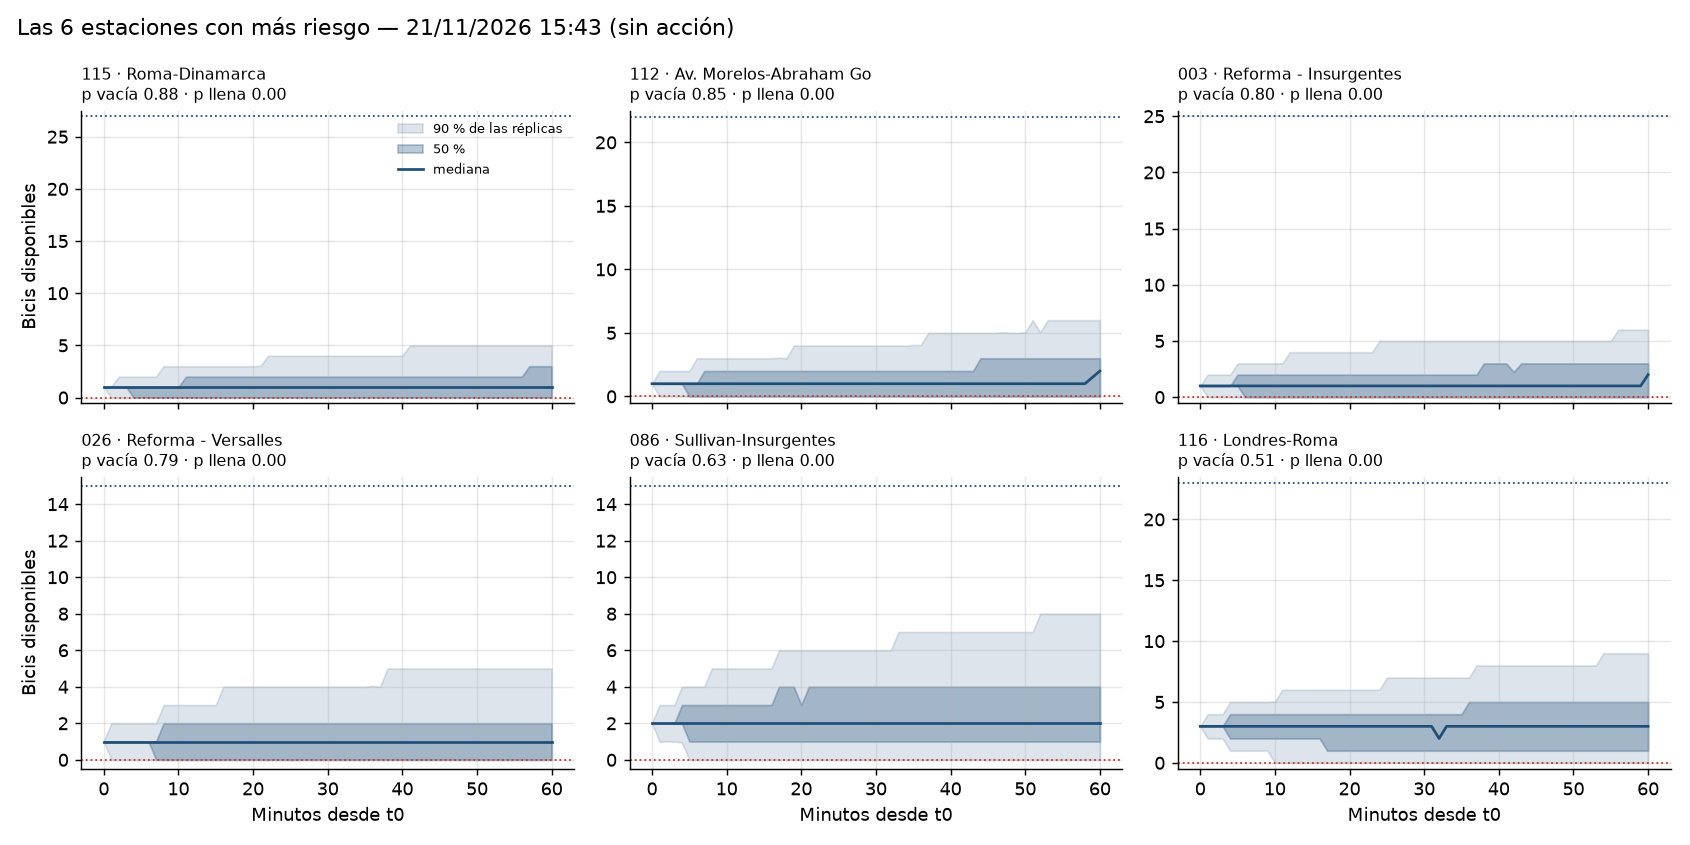 Las 6 estaciones con más riesgo — 21/11/2026 15:43 (sin acción)
115 · Roma-Dinamarca
p vacía 0.88 · p llena 0.00
90 % de las réplicas
50 %
mediana
25
20
15
10
5
0
Bicis disponibles
112 · Av. Morelos-Abraham Go
p vacía 0.85 · p llena 0.00
20
15
10
5
0
003 · Reforma - Insurgentes
p vacía 0.80 · p llena 0.00
25
20
15
10
5
0
026 · Reforma - Versalles
p vacía 0.79 · p llena 0.00
14
12
10
8
6
4
2
0
Bicis disponibles
0 10 20 30 40 50 60
Minutos desde t0
086 · Sullivan-Insurgentes
p vacía 0.63 · p llena 0.00
14
12
10
8
6
4
2
0
0 10 20 30 40 50 60
Minutos desde t0
116 · Londres-Roma
p vacía 0.51 · p llena 0.00
20
15
10
5
0
0 10 20 30 40 50 60
Minutos desde t0